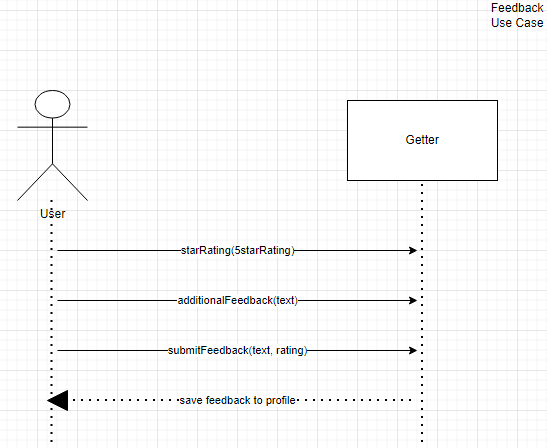 Feedback
Use Case
Getter
User
starRating(5starRating)
additionalFeedback(text)
submitFeedback(text, rating)
save feedback to profile